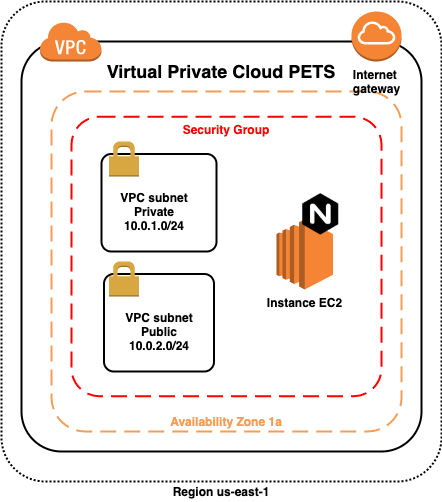 VPC
Virtual Private Cloud PETS
Internet
gateway
Security Group
VPC subnet
Private
10.0.1.0/24
N
Instance EC2
VPC subnet
Public
10.0.2.0/24
Availability Zone 1a
Region us-east-1